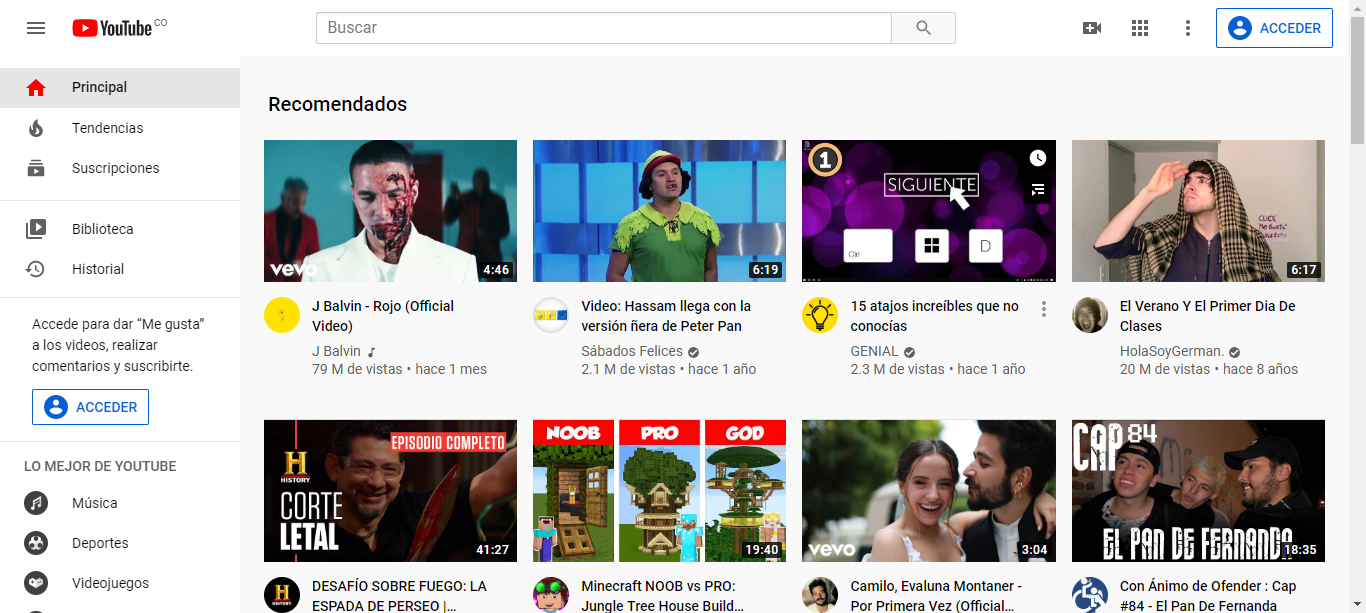 YouTube CO
Buscar
ACCEDER
Principal
Tendencias
Suscripciones
Biblioteca
Historial
Accede para dar “Me gusta”
a los videos, realizar
comentarios y suscribirte.
ACCEDER
LO MEJOR DE YOUTUBE
Música
Deportes
Videojuegos
Recomendados
vevo
4:46
J Balvin - Rojo (Official
Video)
J Balvin
79 M de vistas • hace 1 mes
6:19
Video: Hassam llega con la
versión ñera de Peter Pan
Sábados Felices
2.1 M de vistas • hace 1 año
1
SIGUIENTE
Ctrl
D
15 atajos increíbles que no
conocías
GENIAL
2.3 M de vistas • hace 1 año
CLICK
"ME GUSTA"
6:17
El Verano Y El Primer Dia De
Clases
HolaSoyGerman.
20 M de vistas • hace 8 años
EPISODIO COMPLETO
H
HISTORY
CORTE
LETAL
41:27
H
HISTORY
DESAFÍO SOBRE FUEGO: LA
ESPADA DE PERSEO |...
NOOB PRO GOD
19:40
Minecraft NOOB vs PRO:
Jungle Tree House Build…
vevo
3:04
Camilo, Evaluna Montaner -
Por Primera Vez (Official…
CAP 84
EL PAN DE FERNANDO
18:35
Con Ánimo de Ofender : Cap
#84 - El Pan De Fernanda